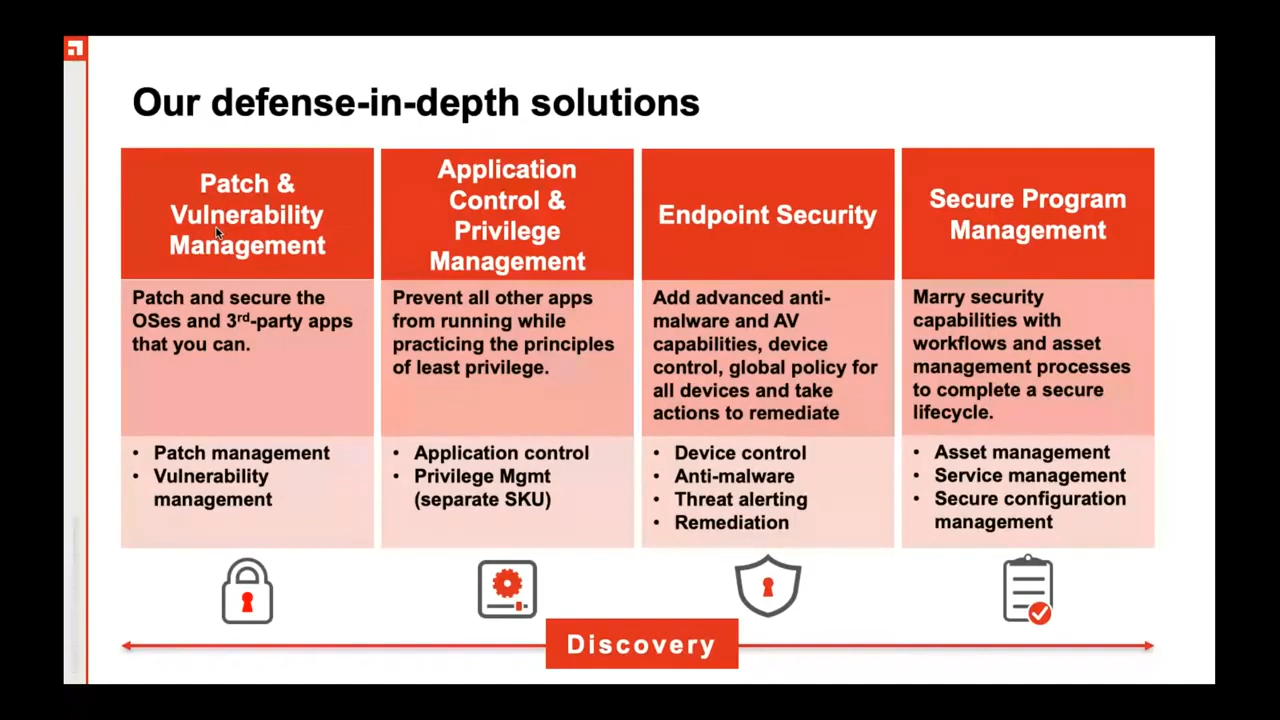 Our defense-in-depth solutions
Patch &
Vulnerability
Management
Patch and secure the
OSes and 3rd-party apps
that you can.
• Patch management
• Vulnerability
management
Application
Control &
Privilege
Management
Prevent all other apps
from running while
practicing the principles
of least privilege.
• Application control
• Privilege Mgmt
(separate SKU)
Endpoint Security
Add advanced anti-
malware and AV
capabilities, device
control, global policy for
all devices and take
actions to remediate
• Device control
• Anti-malware
• Threat alerting
• Remediation
Secure Program
Management
Marry security
capabilities with
workflows and asset
management processes
to complete a secure
lifecycle.
• Asset management
• Service management
• Secure configuration
management
Discovery